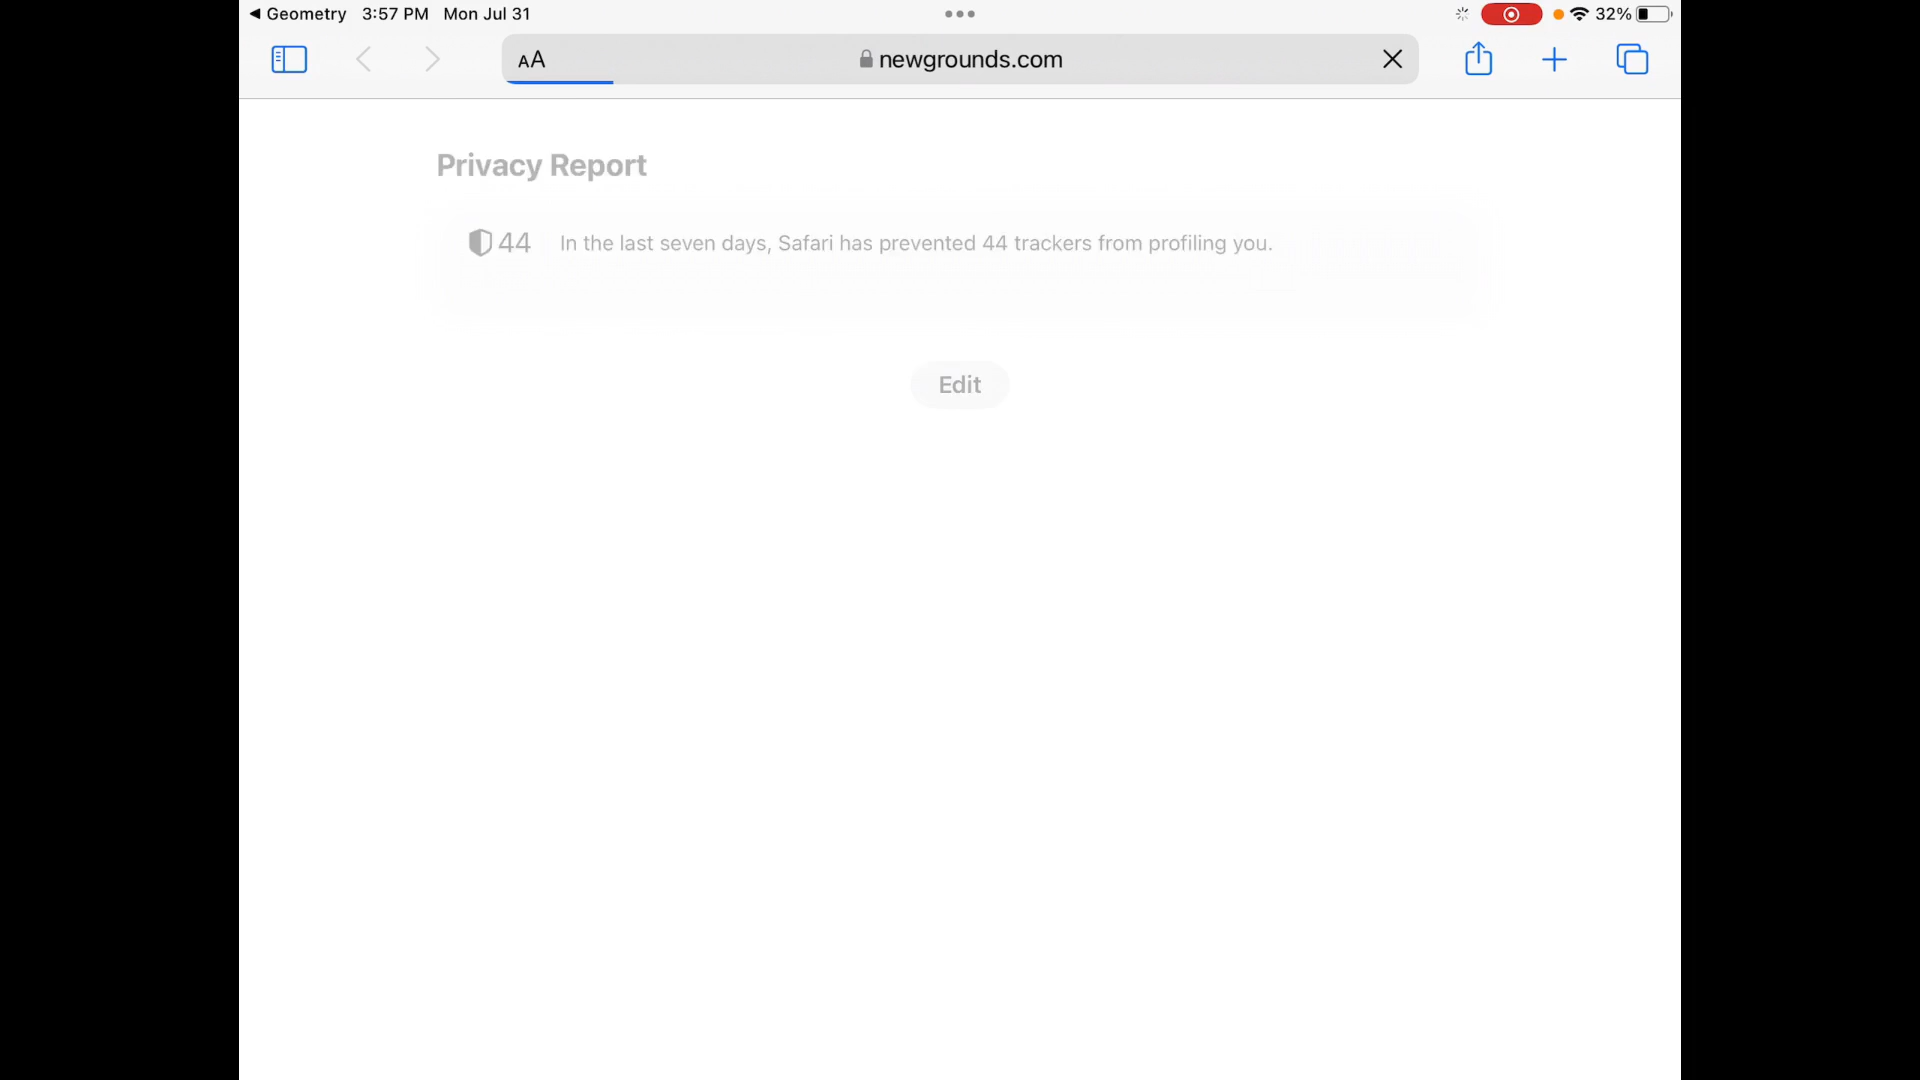 ◀ Geometry 3:57 PM Mon Jul 31
32%
AA
newgrounds.com
Privacy Report
44
In the last seven days, Safari has prevented 44 trackers from profiling you.
Edit